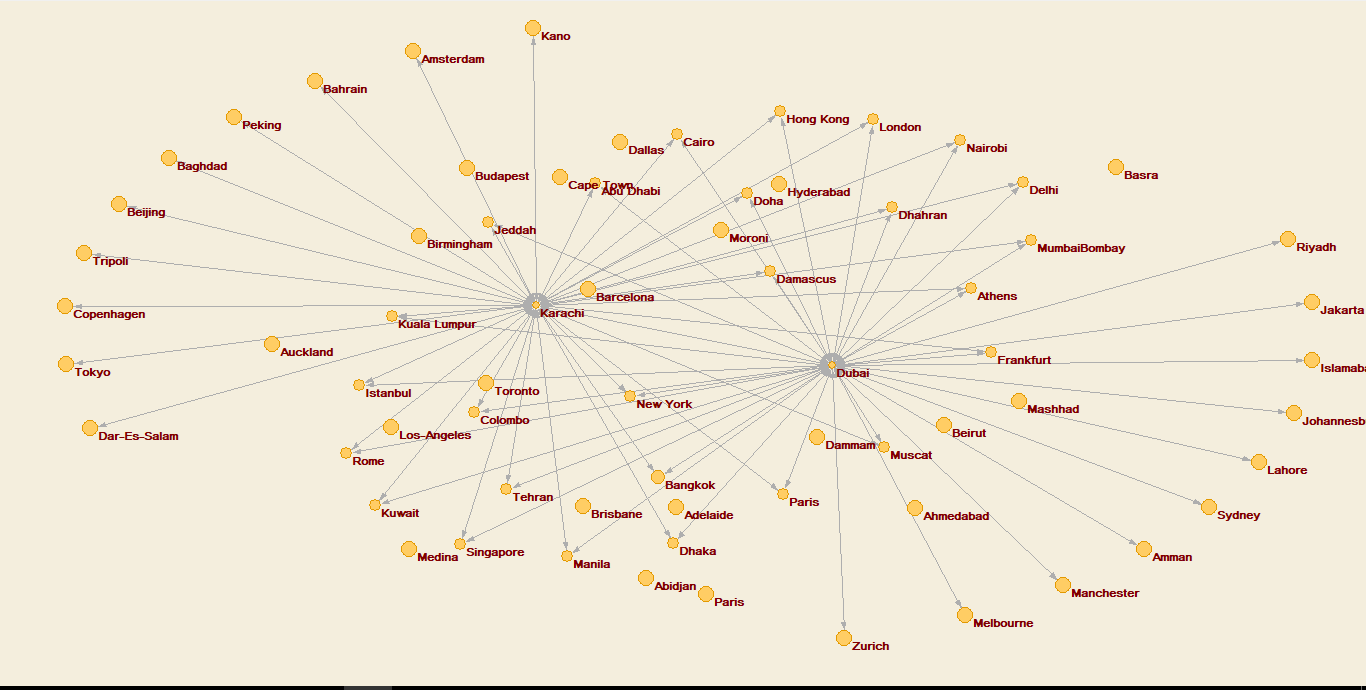 Kano
Amsterdam
Bahrain
Peking
Hong Kong
London
Cairo
Dallas
Nairobi
Baghdad
Budapest
Cape Town
Abu Dhabi
Hyderabad
Delhi
Basra
Doha
Beijing
Dhahran
Jeddah
Moroni
Birmingham
MumbaiBombay
Riyadh
Tripoli
Damascus
Barcelona
Athens
Copenhagen
Karachi
Jakarta
Kuala Lumpur
Auckland
Frankfurt
Islamaba
Tokyo
Dubai
Istanbul
Toronto
New York
Mashhad
Colombo
Johannesb
Los-Angeles
Dar-Es-Salam
Beirut
Dammam
Muscat
Rome
Lahore
Bangkok
Tehran
Paris
Kuwait
Brisbane
Adelaide
Ahmedabad
Sydney
Medina
Singapore
Dhaka
Manila
Amman
Abidjan
Paris
Manchester
Melbourne
Zurich